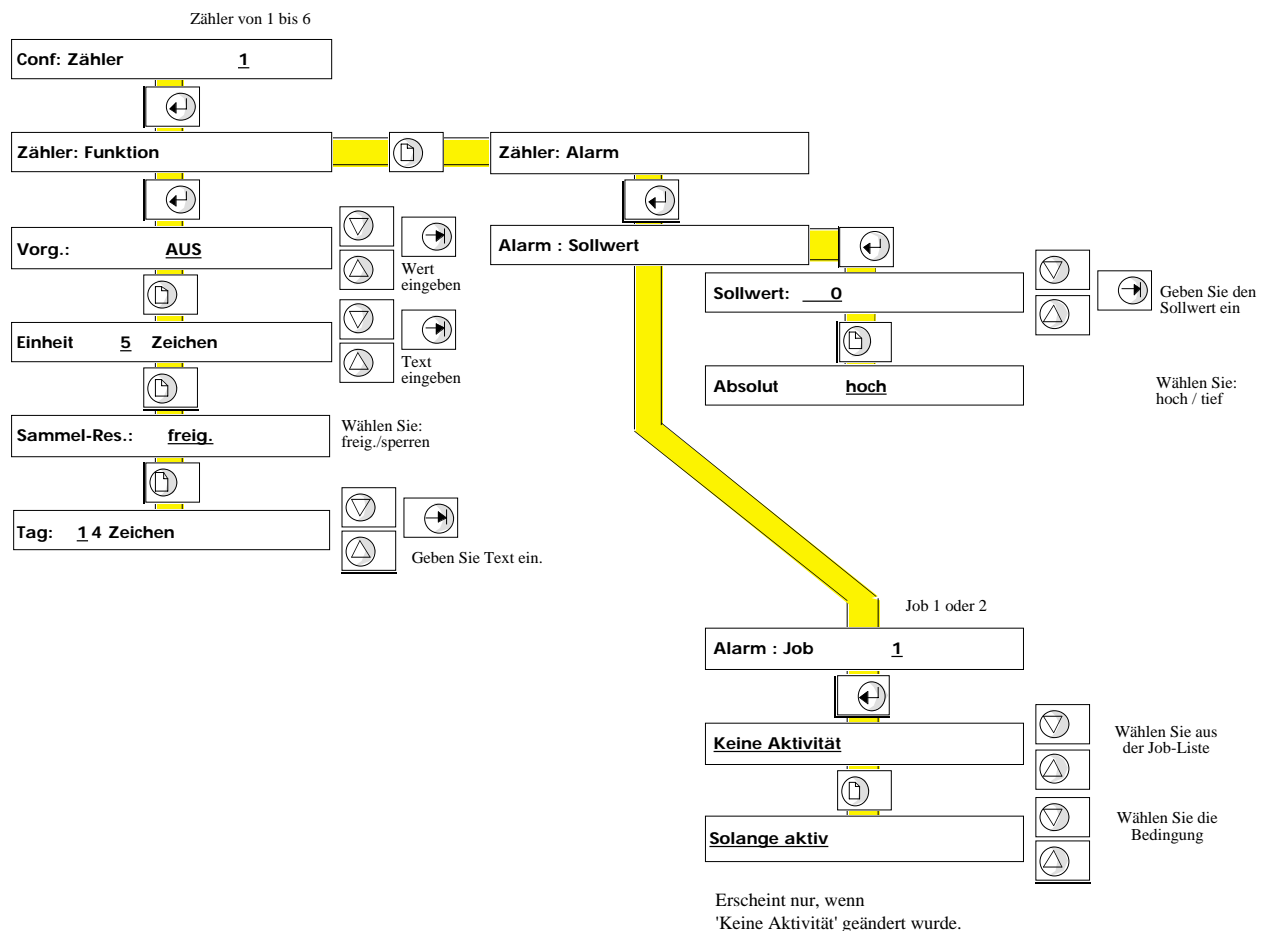 Zähler von 1 bis 6
Conf: Zähler 1
Zähler: Funktion
Zähler: Alarm
Vorg.: AUS
Wert
eingeben
Alarm : Sollwert
Sollwert: 0
Geben Sie den
Sollwert ein
Einheit 5 Zeichen
Text
eingeben
Absolut hoch
Wählen Sie:
hoch / tief
Sammel-Res.: freig.
Wählen Sie:
freig./sperren
Tag: 14 Zeichen
Geben Sie Text ein.
Job 1 oder 2
Alarm : Job 1
Keine Aktivität
Wählen Sie aus
der Job-Liste
Solange aktiv
Wählen Sie die
Bedingung
Erscheint nur, wenn
'Keine Aktivität' geändert wurde.